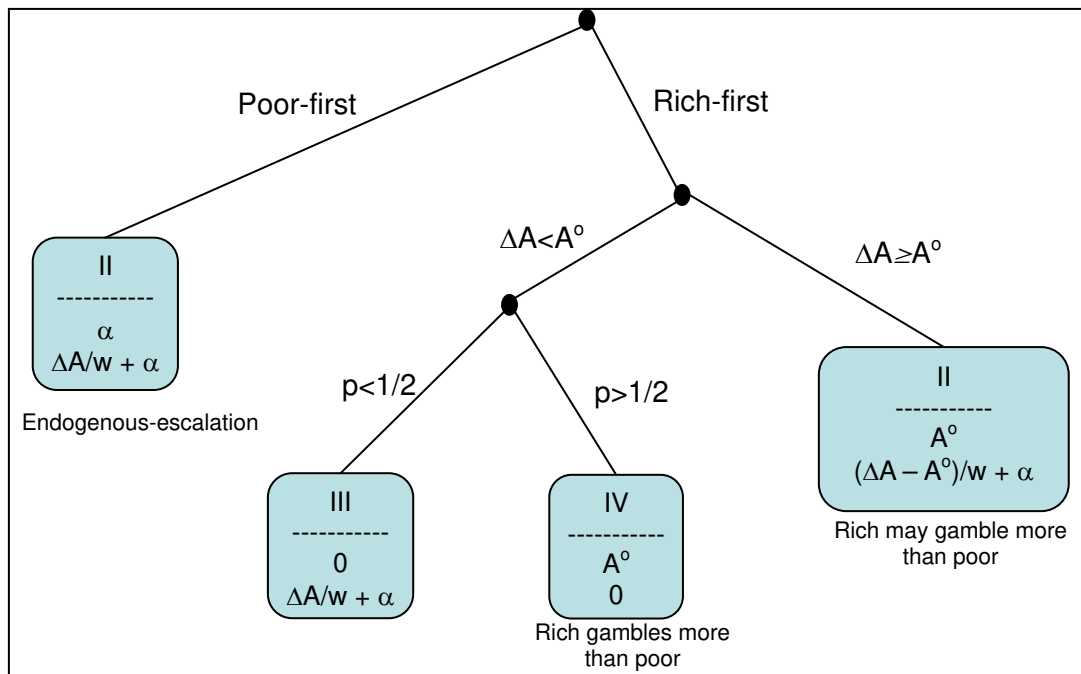 Poor-first
Rich-first
ΔA<A°
ΔA≥A°
II
-----------
α
ΔA/w + α
Endogenous-escalation
p<1/2
p>1/2
II
-----------
A°
(ΔA – A°)/w + α
Rich may gamble more
than poor
III
-----------
0
ΔA/w + α
IV
-----------
A°
0
Rich gambles more
than poor